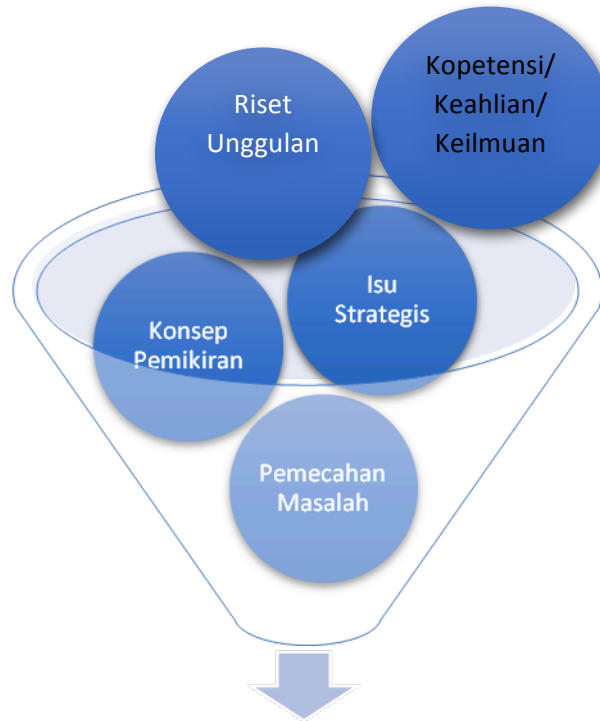 Riset
Unggulan
Kopetensi/
Keahlian/
Keilmuan
Isu
Strategis
Konsep
Pemikiran
Pemecahan
Masalah